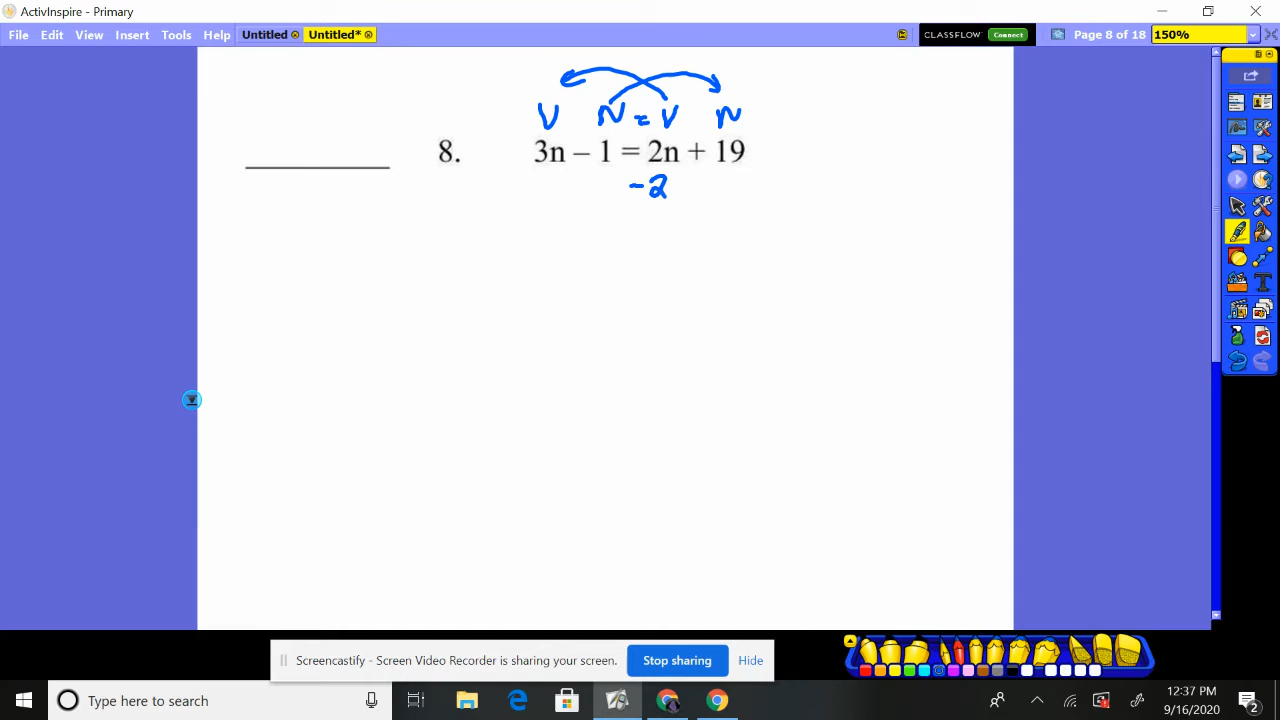 ActivInspire - Primary
File Edit View Insert Tools Help Untitled Untitled* CLASSFLOW Connect Page 8 of 18 150%
V N = V N
8. 3n – 1 = 2n + 19
-2
Screencastify - Screen Video Recorder is sharing your screen. Stop sharing Hide
Type here to search
12:37 PM
9/16/2020
2